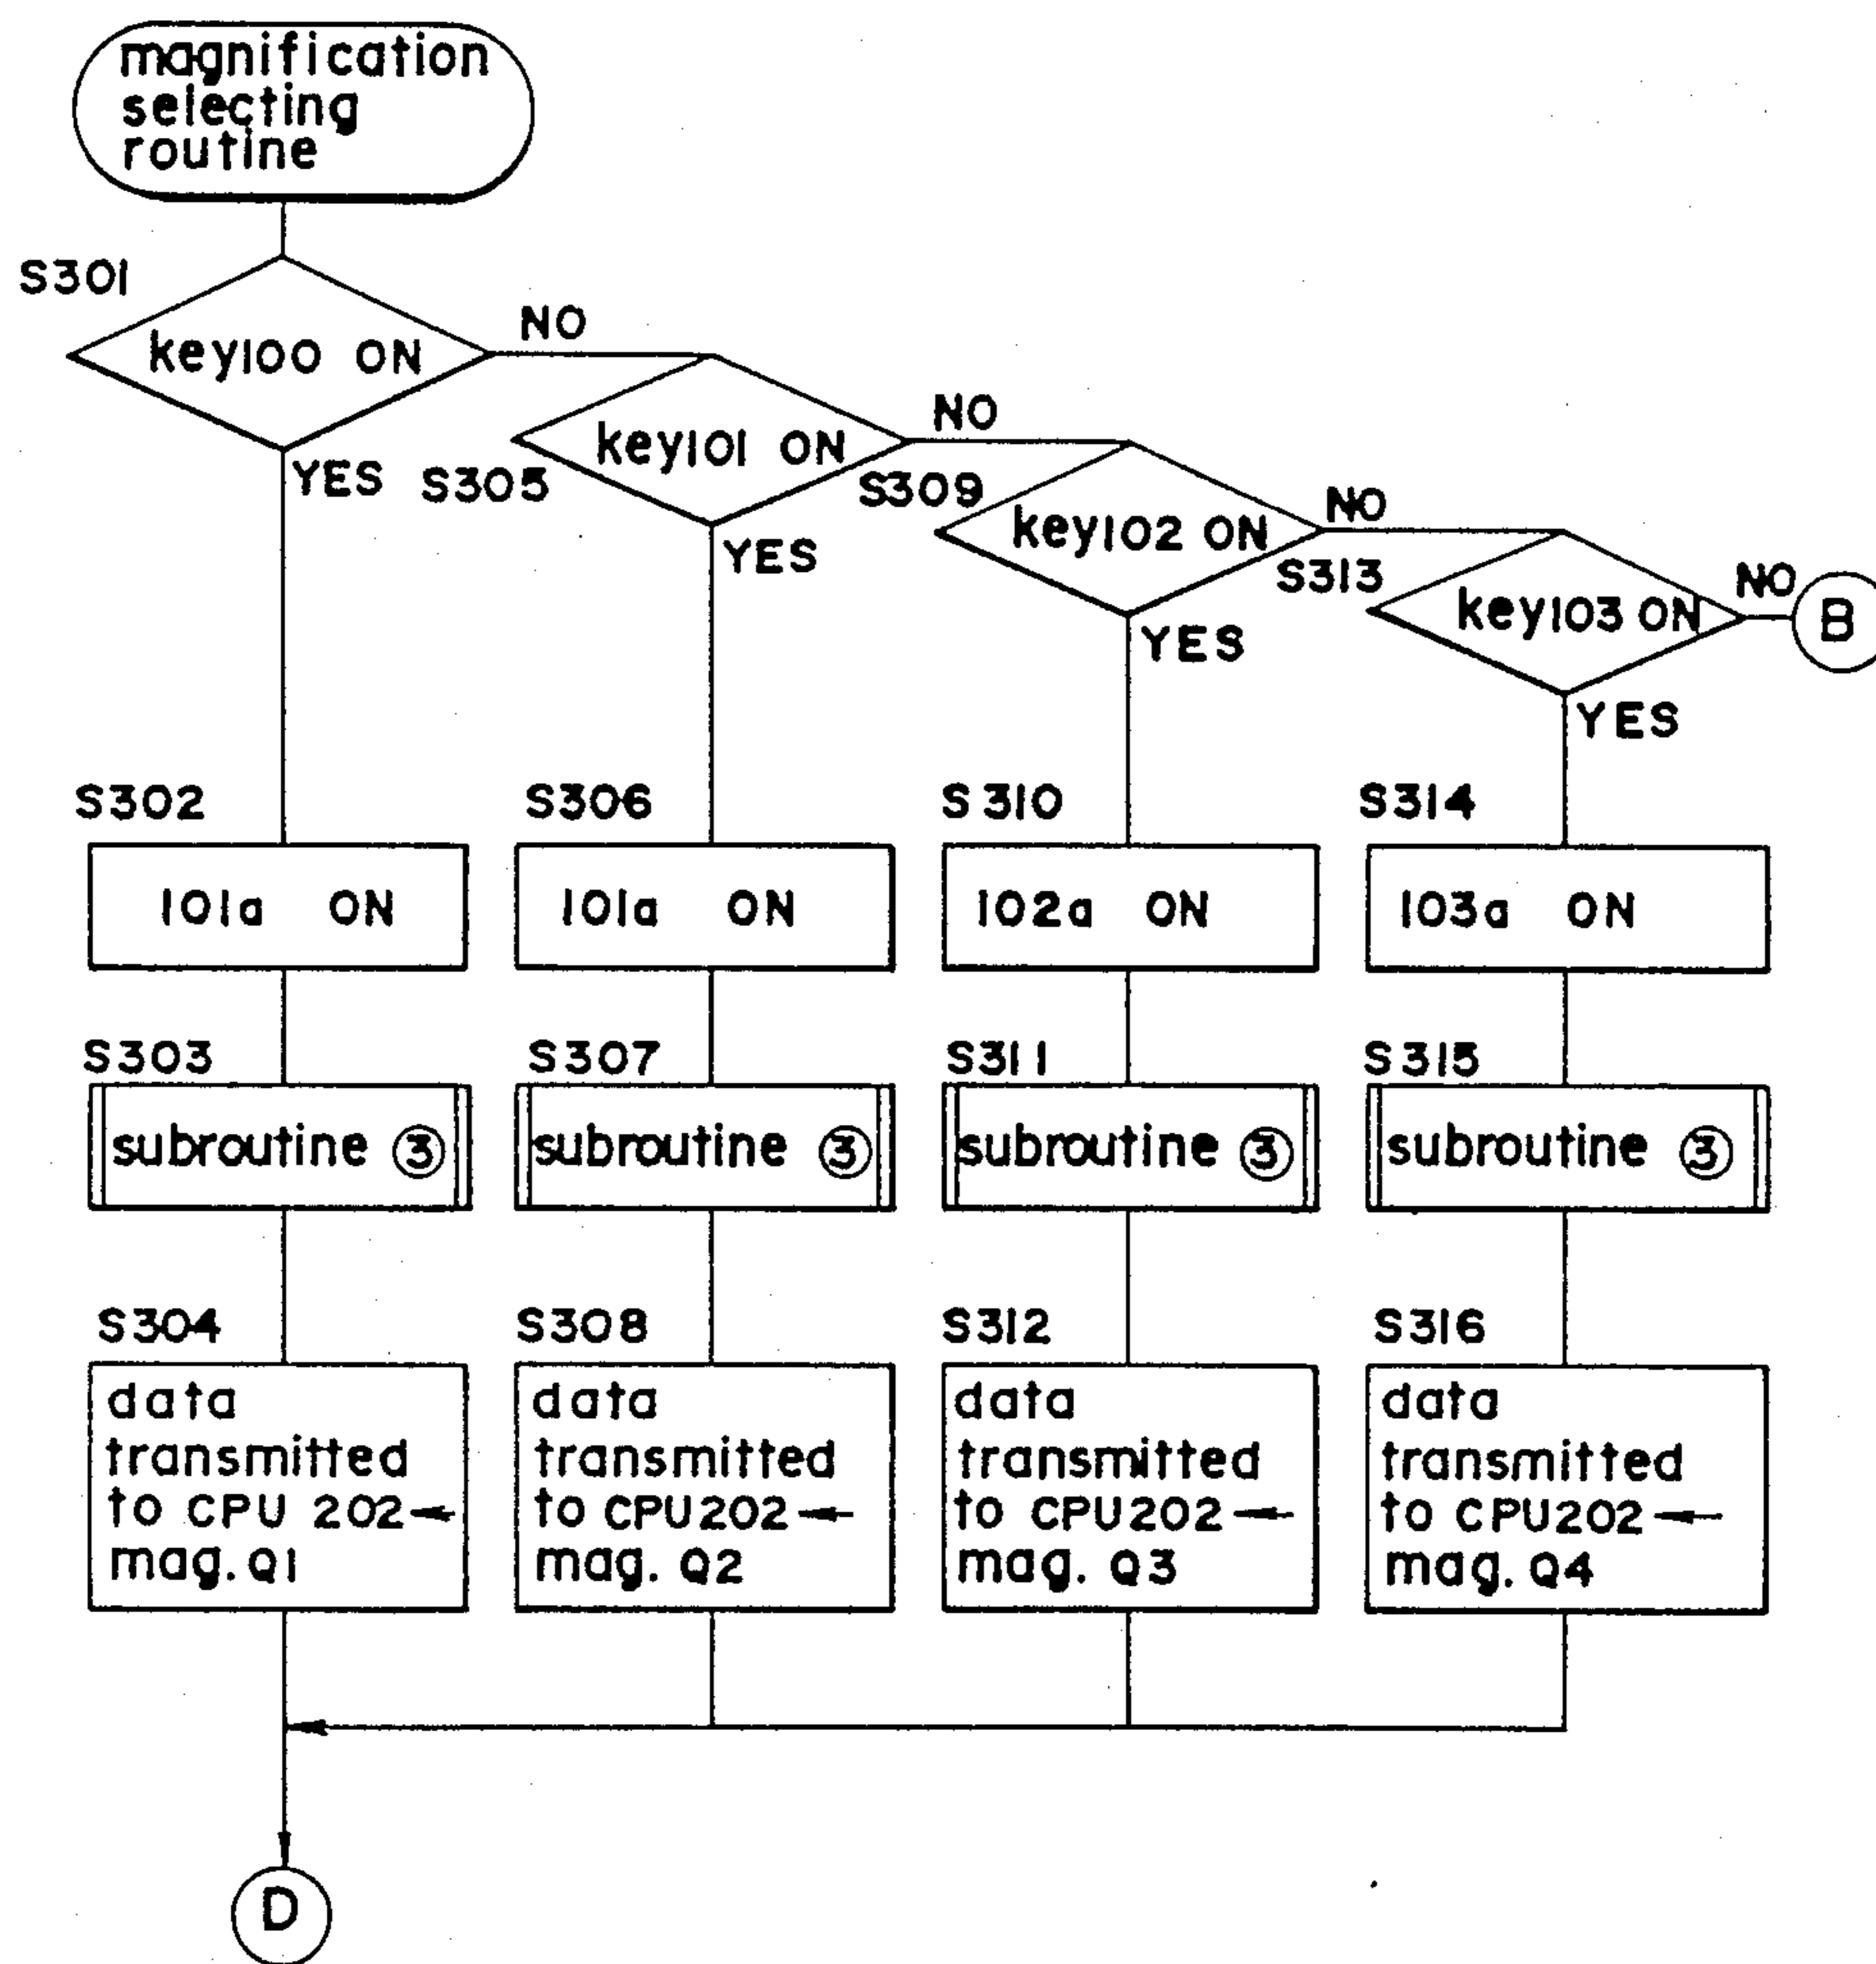 magnification
selecting
routine
S301
key100 ON
NO
YES
S305
key101 ON
NO
YES
S309
key102 ON
NO
YES
S313
key103 ON
NO
B
YES
S302
S306
S310
S314
101a ON
101a ON
102a ON
103a ON
S303
S307
S311
S315
subroutine ③
subroutine ③
subroutine ③
subroutine ③
S304
S308
S312
S316
data
transmitted
to CPU 202←
mag. Q1
data
transmitted
to CPU202←
mag. Q2
data
transmitted
to CPU202←
mag. Q3
data
transmitted
to CPU202←
mag. Q4
D